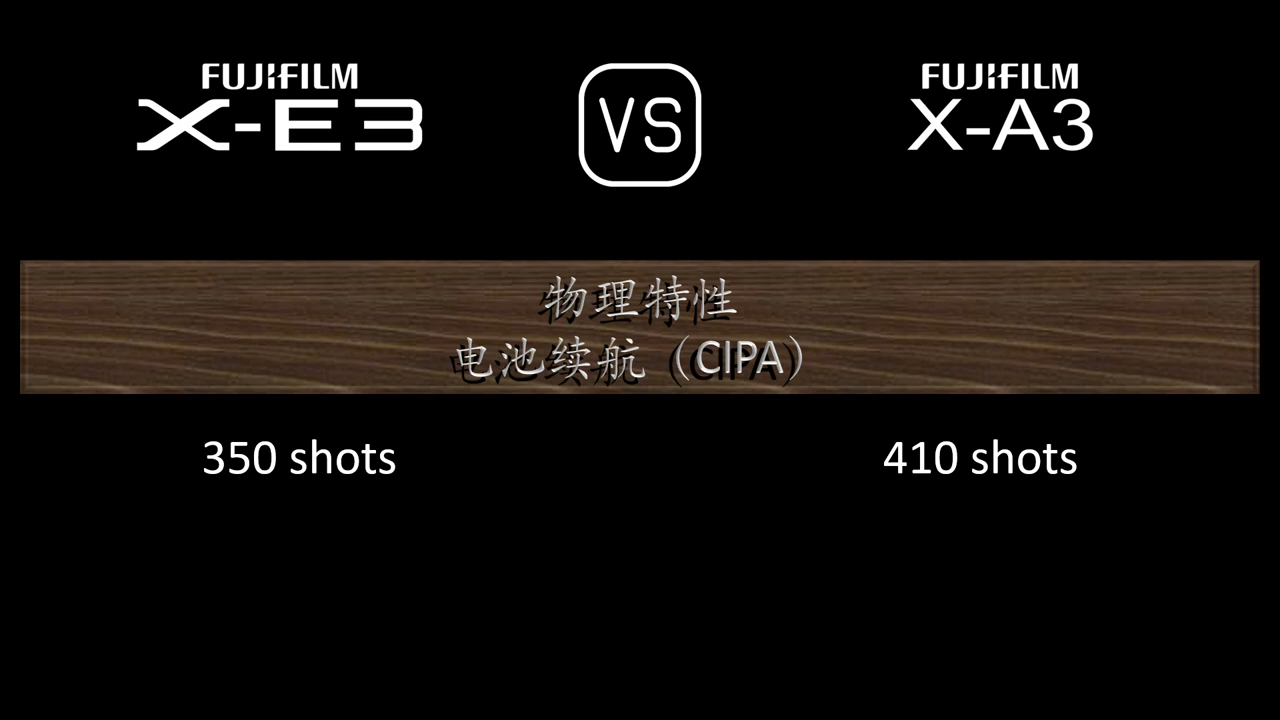 FUJIFILM
X-E3
VS
FUJIFILM
X-A3
物理特性
电池续航（CIPA）
350 shots
410 shots